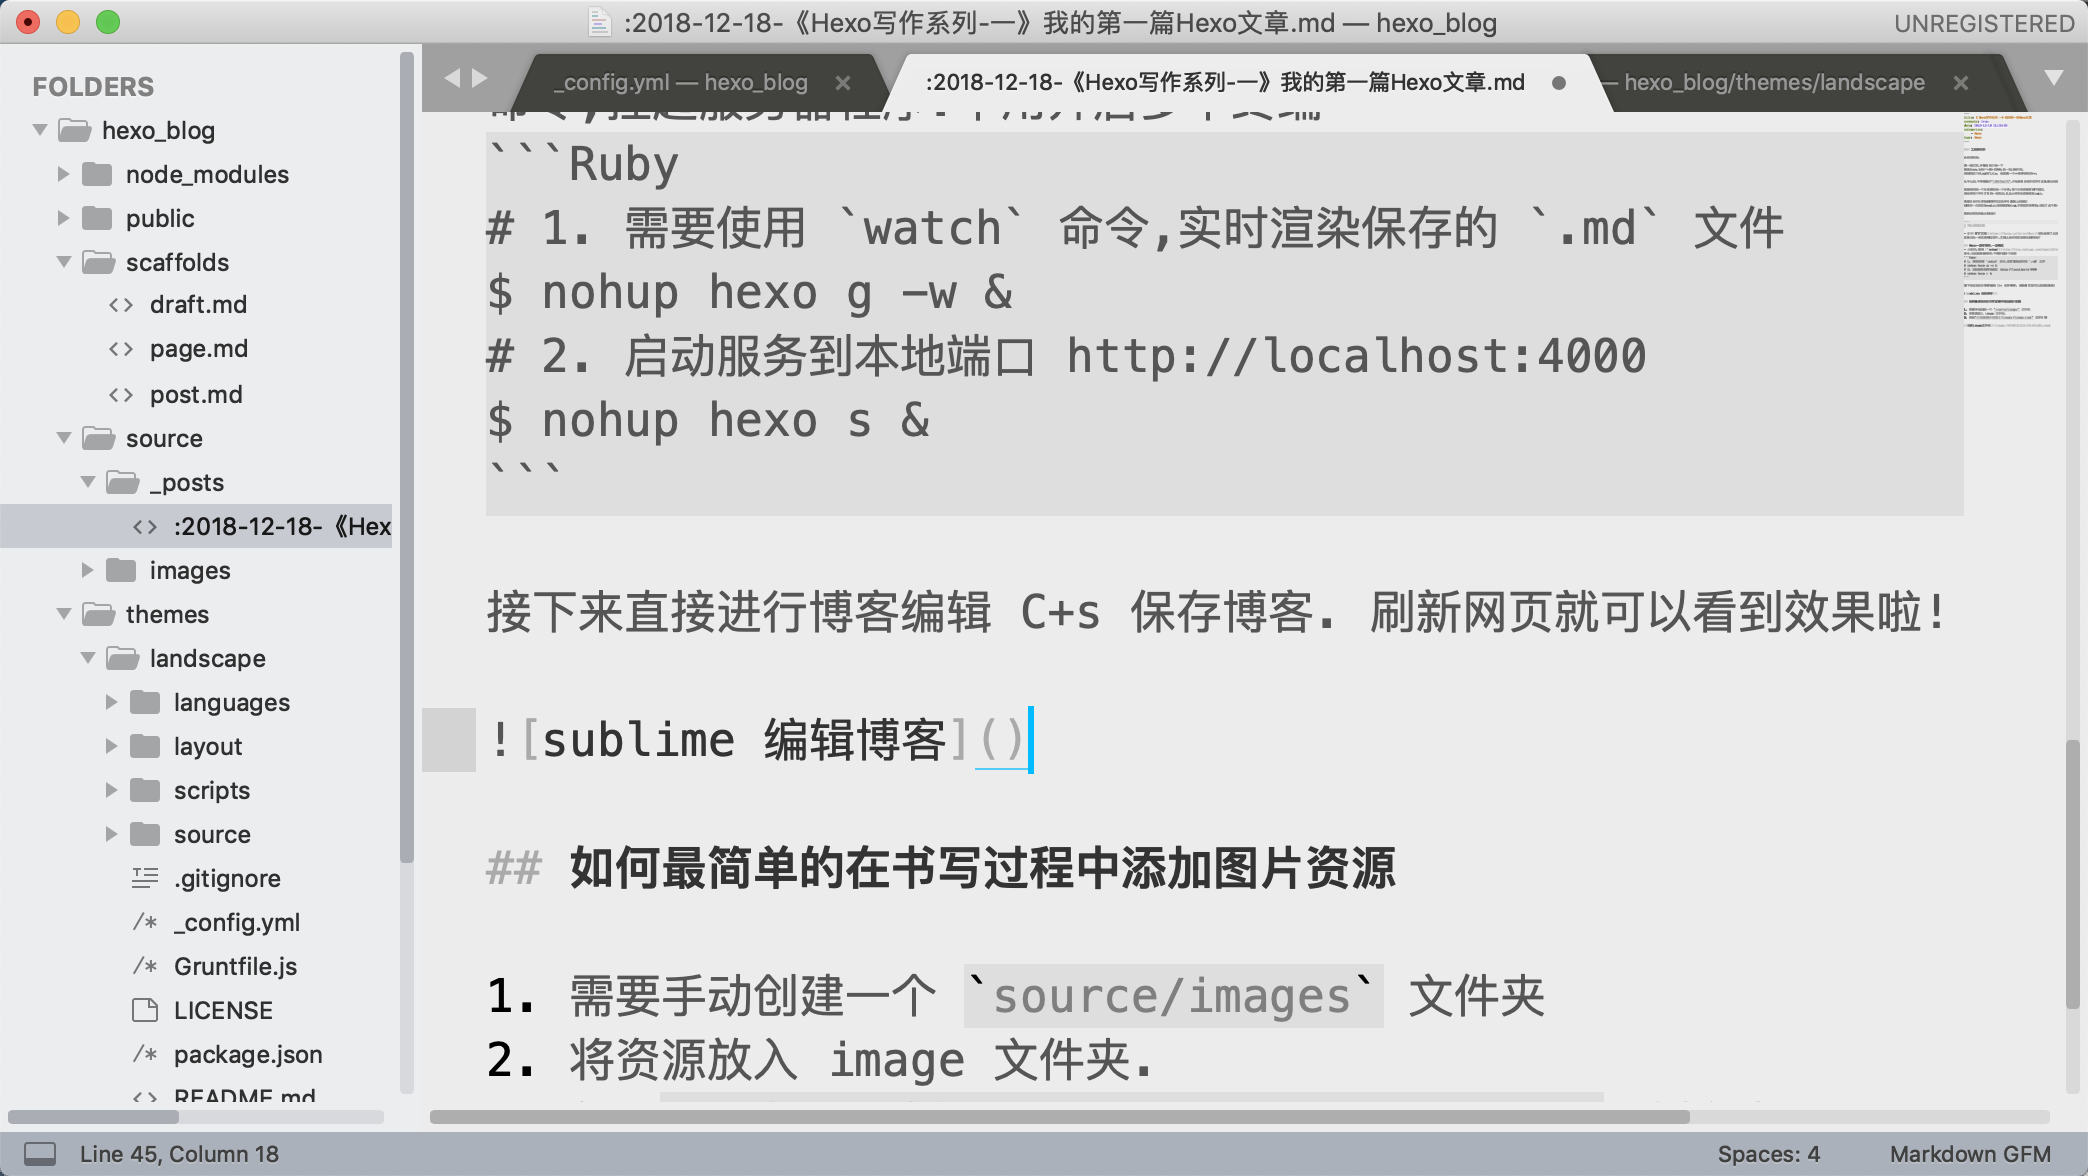 :2018-12-18-《Hexo写作系列-一》我的第一篇Hexo文章.md — hexo_blog
UNREGISTERED
FOLDERS
hexo_blog
node_modules
public
scaffolds
draft.md
page.md
post.md
source
_posts
:2018-12-18-《Hex
images
themes
landscape
languages
layout
scripts
source
.gitignore
_config.yml
Gruntfile.js
LICENSE
package.json
README.md
_config.yml — hexo_blog
:2018-12-18-《Hexo写作系列-一》我的第一篇Hexo文章.md
— hexo_blog/themes/landscape
```Ruby
# 1. 需要使用 `watch` 命令,实时渲染保存的 `.md` 文件
$ nohup hexo g -w &
# 2. 启动服务到本地端口 http://localhost:4000
$ nohup hexo s &
```
接下来直接进行博客编辑 C+s 保存博客. 刷新网页就可以看到效果啦!
![sublime 编辑博客]()
## 如何最简单的在书写过程中添加图片资源
1. 需要手动创建一个 `source/images` 文件夹
2. 将资源放入 image 文件夹.
Line 45, Column 18
Spaces: 4
Markdown GFM